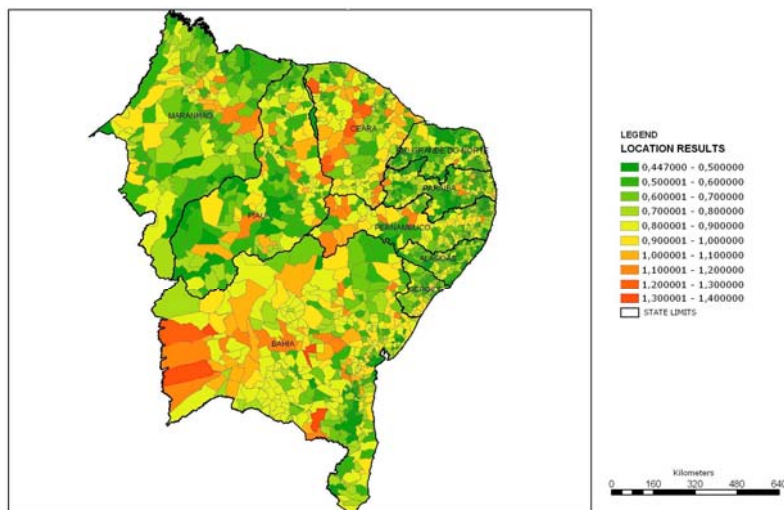 MARANHÃO
CEARÁ
RIO GRANDE DO NORTE
PARAÍBA
PIAUÍ
PERNAMBUCO
ALAGOAS
SERGIPE
BAHIA
LEGEND
LOCATION RESULTS
0,447000 - 0,500000
0,500001 - 0,600000
0,600001 - 0,700000
0,700001 - 0,800000
0,800001 - 0,900000
0,900001 - 1,000000
1,000001 - 1,100000
1,100001 - 1,200000
1,200001 - 1,300000
1,300001 - 1,400000
STATE LIMITS
Kilometers
0 160 320 480 640